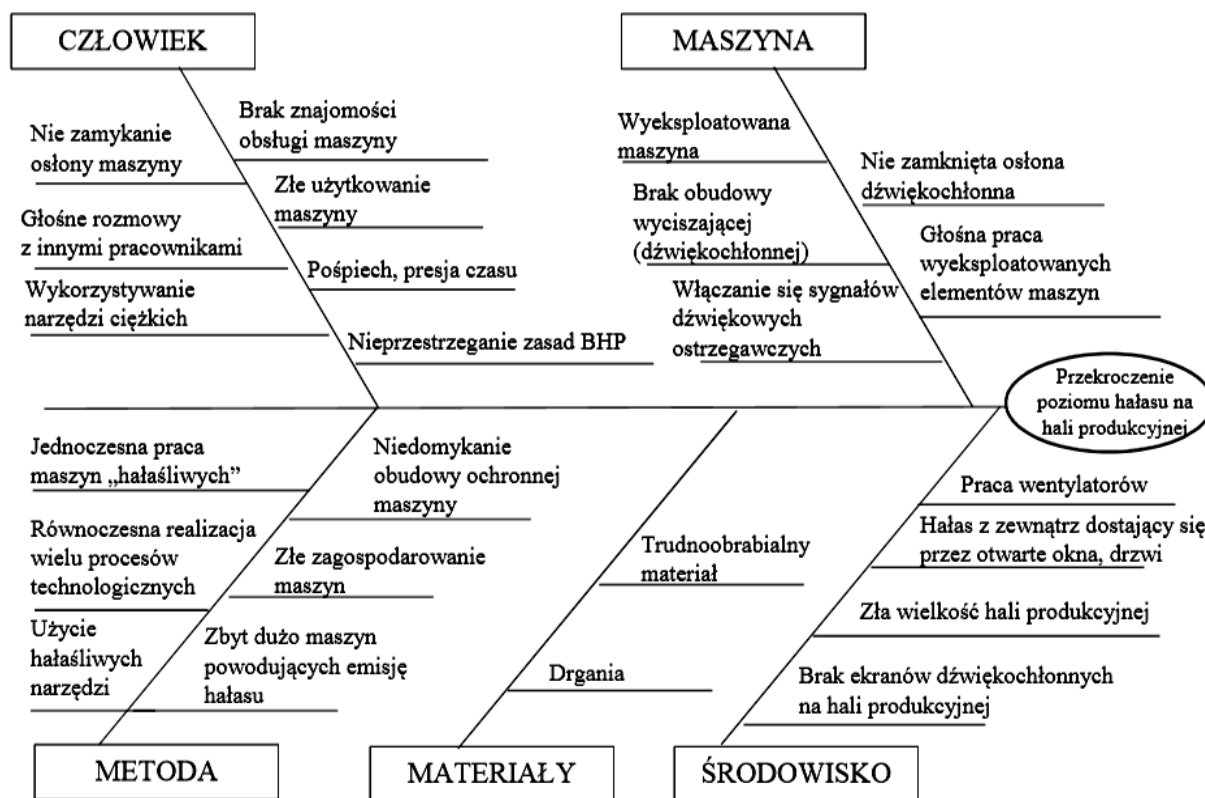 CZŁOWIEK
MASZYNA
Nie zamykanie
osłony maszyny
Głośne rozmowy
z innymi pracownikami
Wykorzystywanie
narzędzi ciężkich
Brak znajomości
obsługi maszyny
Złe użytkowanie
maszyny
Pośpiech, presja czasu
Nieprzestrzeganie zasad BHP
Wyeksploatowana
maszyna
Brak obudowy
wyciszającej
(dźwiękochłonnej)
Włączanie się sygnałów
dźwiękowych
ostrzegawczych
Nie zamknięta osłona
dźwiękochłonna
Głośna praca
wyeksploatowanych
elementów maszyn
Przekroczenie
poziomu hałasu na
hali produkcyjnej
Jednoczesna praca
maszyn „hałaśliwych”
Równoczesna realizacja
wielu procesów
technologicznych
Użycie
hałaśliwych
narzędzi
Niedomykanie
obudowy ochronnej
maszyny
Złe zagospodarowanie
maszyn
Zbyt dużo maszyn
powodujących emisję
hałasu
Trudnoobrabialny
materiał
Drgania
Praca wentylatorów
Hałas z zewnątrz dostający się
przez otwarte okna, drzwi
Zła wielkość hali produkcyjnej
Brak ekranów dźwiękochłonnych
na hali produkcyjnej
METODA
MATERIAŁY
ŚRODOWISKO